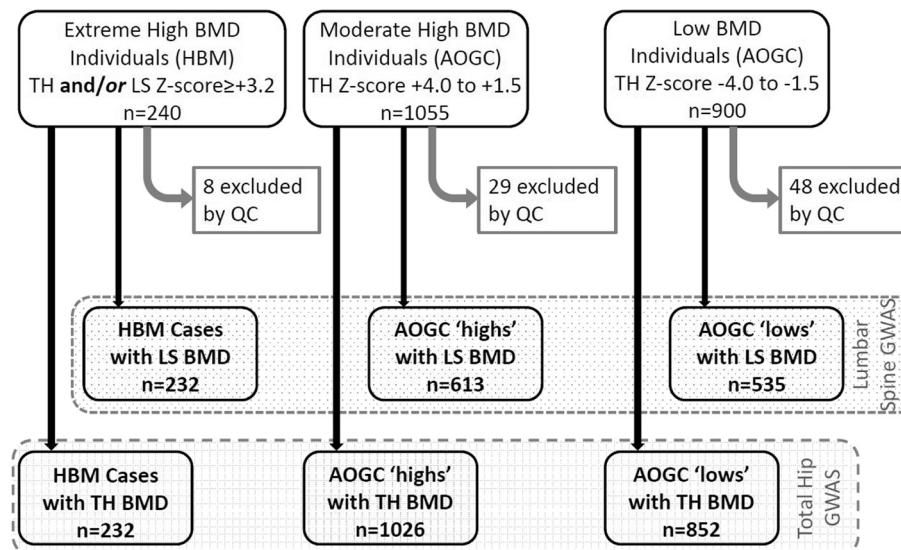 Extreme High BMD
Individuals (HBM)
TH and/or LS Z-score≥+3.2
n=240
Moderate High BMD
Individuals (AOGC)
TH Z-score +4.0 to +1.5
n=1055
Low BMD
Individuals (AOGC)
TH Z-score -4.0 to -1.5
n=900
8 excluded
by QC
29 excluded
by QC
48 excluded
by QC
HBM Cases
with LS BMD
n=232
AOGC ‘highs’
with LS BMD
n=613
AOGC ‘lows’
with LS BMD
n=535
Lumbar
Spine GWAS
HBM Cases
with TH BMD
n=232
AOGC ‘highs’
with TH BMD
n=1026
AOGC ‘lows’
with TH BMD
n=852
Total Hip
GWAS